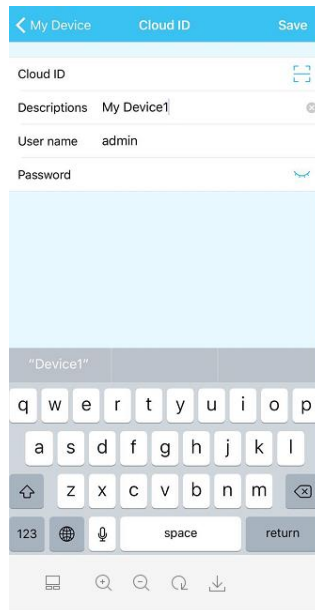 My Device Cloud ID Save
Cloud ID
Descriptions My Device1
User name admin
Password
"Device1"
q w e r t y u i o p
a s d f g h j k l
z x c v b n m
123 space return